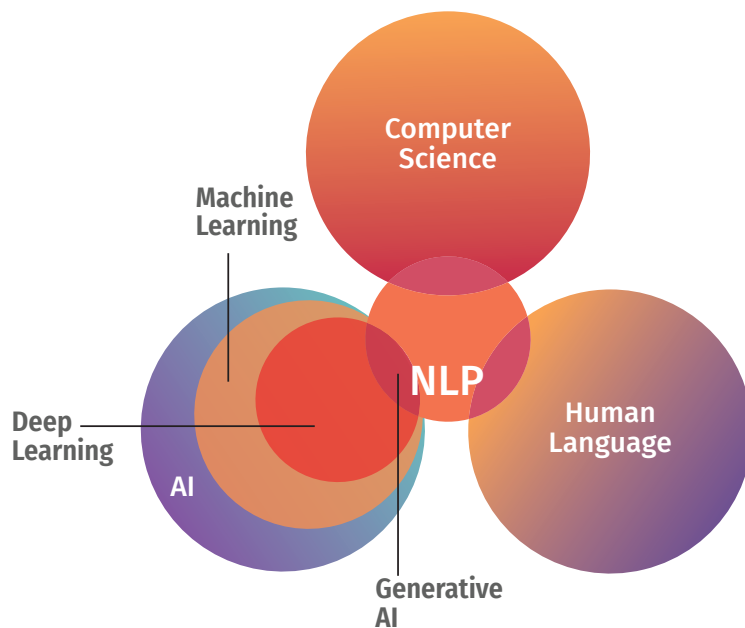 Computer
Science
Machine
Learning
NLP
Deep
Learning
Human
Language
AI
Generative
AI